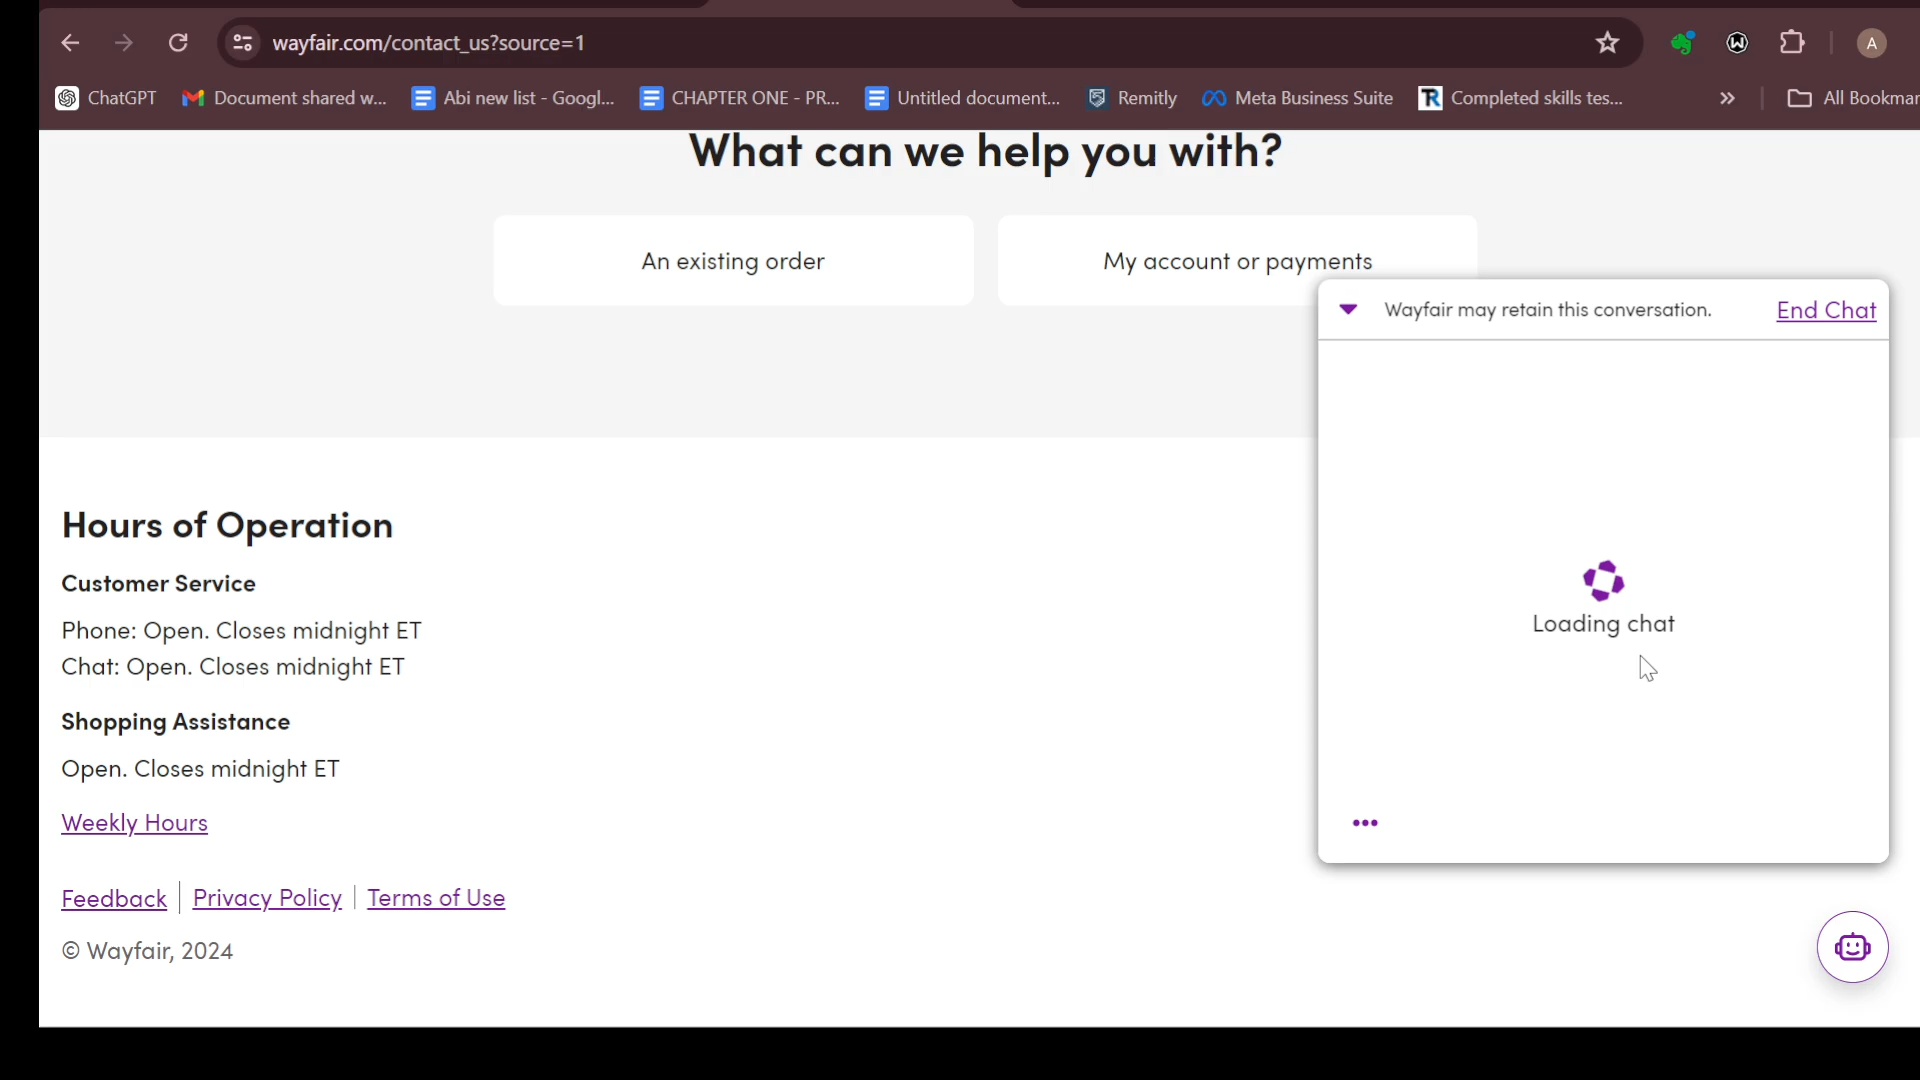 wayfair.com/contact_us?source=1
A
ChatGPT
Document shared w...
Abi new list - Googl...
CHAPTER ONE - PR...
Untitled document...
Remitly
Meta Business Suite
Completed skills tes...
All Bookmar
What can we help you with?
An existing order
My account or payments
Wayfair may retain this conversation.
End Chat
Loading chat
Hours of Operation
Customer Service
Phone: Open. Closes midnight ET
Chat: Open. Closes midnight ET
Shopping Assistance
Open. Closes midnight ET
Weekly Hours
Feedback
Privacy Policy
Terms of Use
© Wayfair, 2024